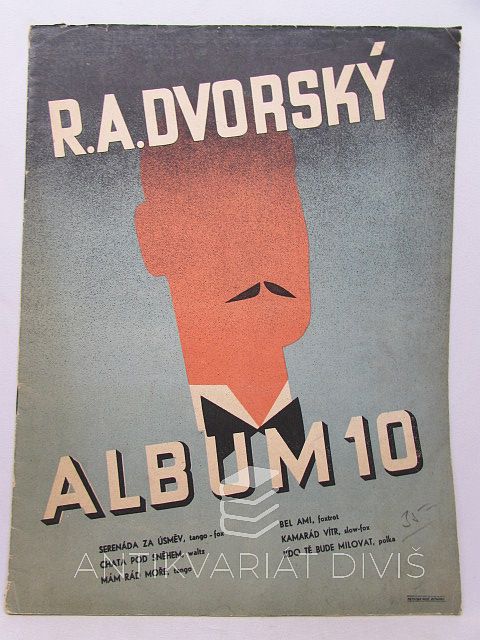 R.A.DVORSKÝ
ALBUM 10
SERENÁDA ZA ÚSMĚV, tango-fox
CHATA POD SNĚHEM, waltz
MÁM RÁD MOŘE, tango
BEL AMI, foxtrot
KAMARÁD VÍTR, slow-fox
KDO TĚ BUDE MILOVAT, polka
ANTIKVARIÁT DIVIŠ